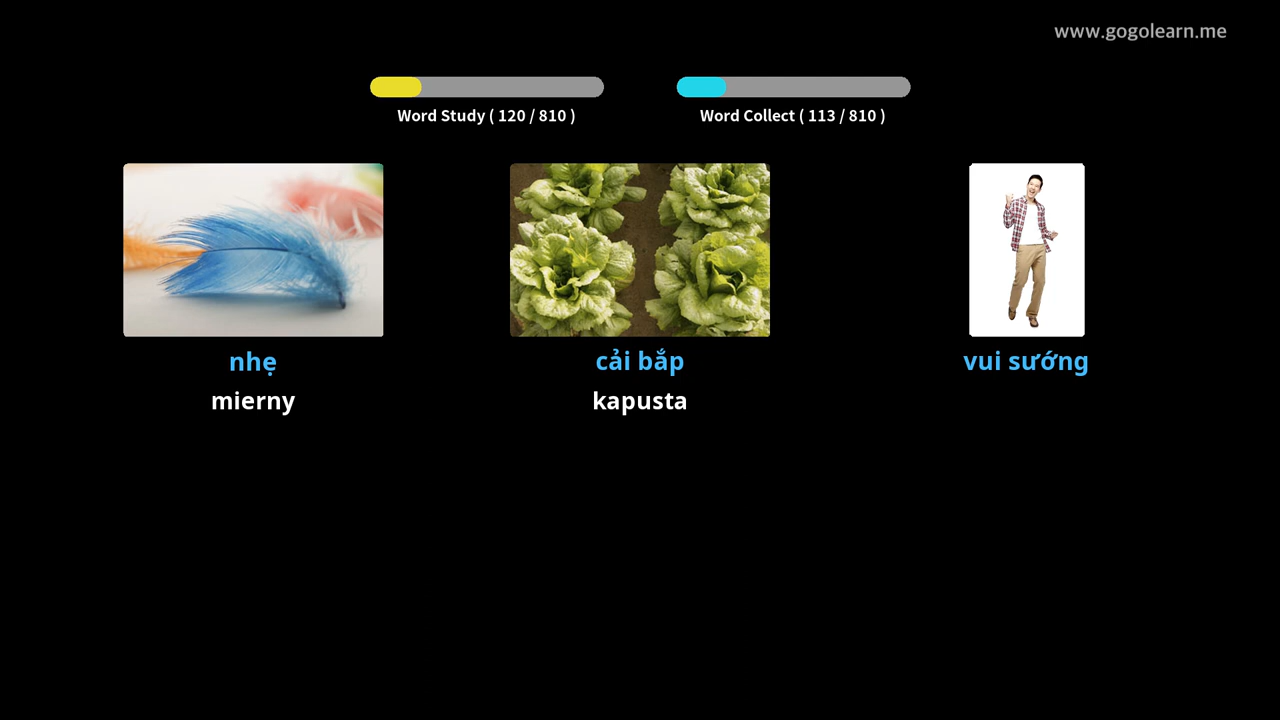 www.gogolearn.me
Word Study ( 120 / 810 )
Word Collect ( 113 / 810 )
nhẹ
mierny
cải bắp
kapusta
vui sướng